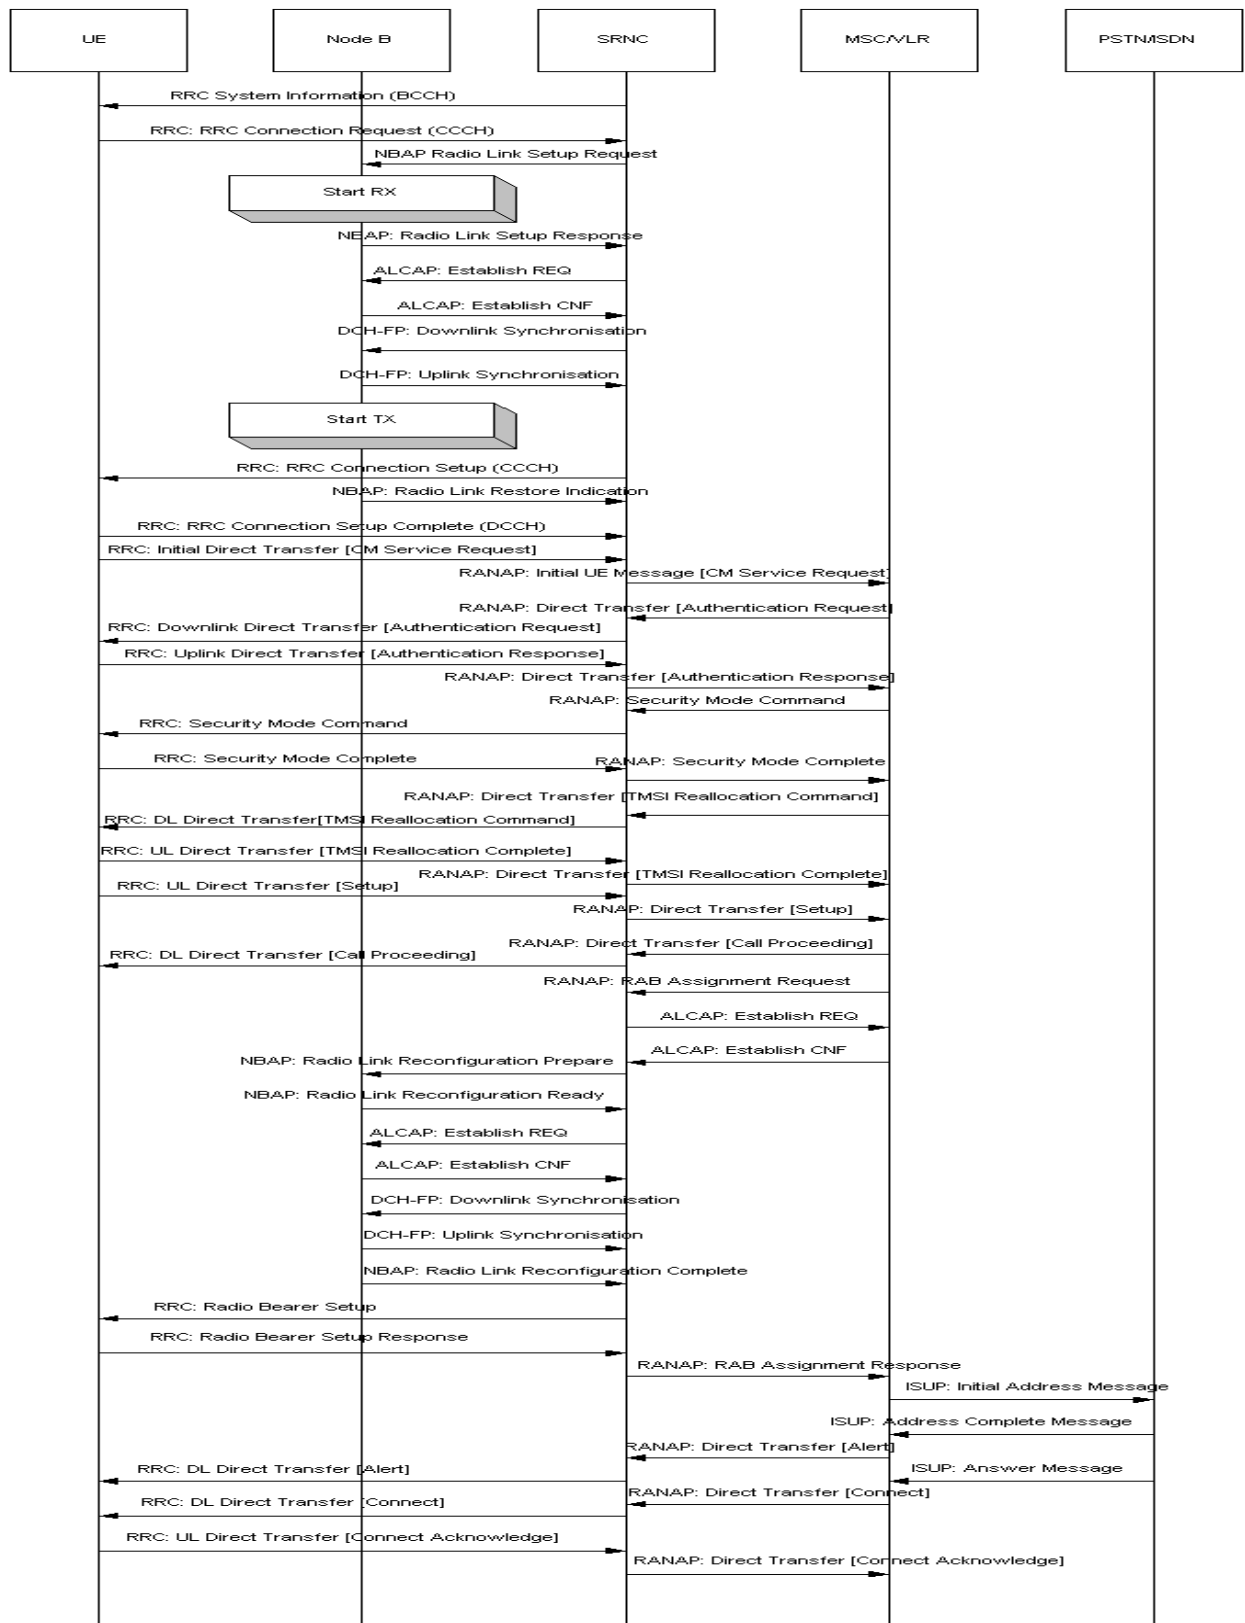 UE
Node B
SRNC
MSC/VLR
PSTN/ISDN
RRC System Information (BCCH)
RRC: RRC Connection Request (CCCH)
NBAP Radio Link Setup Request
Start RX
NBAP: Radio Link Setup Response
ALCAP: Establish REQ
ALCAP: Establish CNF
DCH-FP: Downlink Synchronisation
DCH-FP: Uplink Synchronisation
Start TX
RRC: RRC Connection Setup (CCCH)
NBAP: Radio Link Restore Indication
RRC: RRC Connection Setup Complete (DCCH)
RRC: Initial Direct Transfer [CM Service Request]
RANAP: Initial UE Message [CM Service Request]
RANAP: Direct Transfer [Authentication Request]
RRC: Downlink Direct Transfer [Authentication Request]
RRC: Uplink Direct Transfer [Authentication Response]
RANAP: Direct Transfer [Authentication Response]
RANAP: Security Mode Command
RRC: Security Mode Command
RRC: Security Mode Complete
RANAP: Security Mode Complete
RANAP: Direct Transfer [TMSI Reallocation Command]
RRC: DL Direct Transfer[TMSI Reallocation Command]
RRC: UL Direct Transfer [TMSI Reallocation Complete]
RANAP: Direct Transfer [TMSI Reallocation Complete]
RRC: UL Direct Transfer [Setup]
RANAP: Direct Transfer [Setup]
RANAP: Direct Transfer [Call Proceeding]
RRC: DL Direct Transfer [Call Proceeding]
RANAP: RAB Assignment Request
ALCAP: Establish REQ
ALCAP: Establish CNF
NBAP: Radio Link Reconfiguration Prepare
NBAP: Radio Link Reconfiguration Ready
ALCAP: Establish REQ
ALCAP: Establish CNF
DCH-FP: Downlink Synchronisation
DCH-FP: Uplink Synchronisation
NBAP: Radio Link Reconfiguration Complete
RRC: Radio Bearer Setup
RRC: Radio Bearer Setup Response
RANAP: RAB Assignment Response
ISUP: Initial Address Message
ISUP: Address Complete Message
RANAP: Direct Transfer [Alert]
RRC: DL Direct Transfer [Alert]
ISUP: Answer Message
RANAP: Direct Transfer [Connect]
RRC: DL Direct Transfer [Connect]
RRC: UL Direct Transfer [Connect Acknowledge]
RANAP: Direct Transfer [Connect Acknowledge]